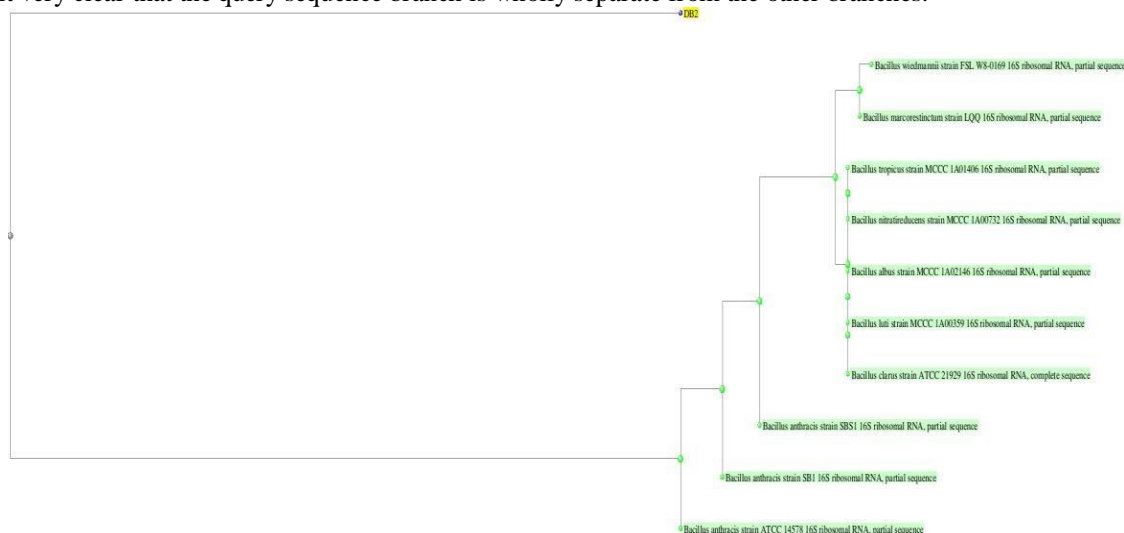 t very clear that the query sequence branch is wholly separate from the other branches.
DB2
Bacillus wiedmannii strain FSL W8-0169 16S ribosomal RNA, partial sequence
Bacillus marcorestinctum strain LQQ 16S ribosomal RNA, partial sequence
Bacillus tropicus strain MCCC 1A01406 16S ribosomal RNA, partial sequence
Bacillus nitratireducens strain MCCC 1A00732 16S ribosomal RNA, partial sequence
Bacillus albus strain MCCC 1A02146 16S ribosomal RNA, partial sequence
Bacillus luti strain MCCC 1A00359 16S ribosomal RNA, partial sequence
Bacillus clarus strain ATCC 21929 16S ribosomal RNA, complete sequence
Bacillus anthracis strain SBS1 16S ribosomal RNA, partial sequence
Bacillus anthracis strain SB1 16S ribosomal RNA, partial sequence
Bacillus anthracis strain ATCC 14578 16S ribosomal RNA, partial sequence